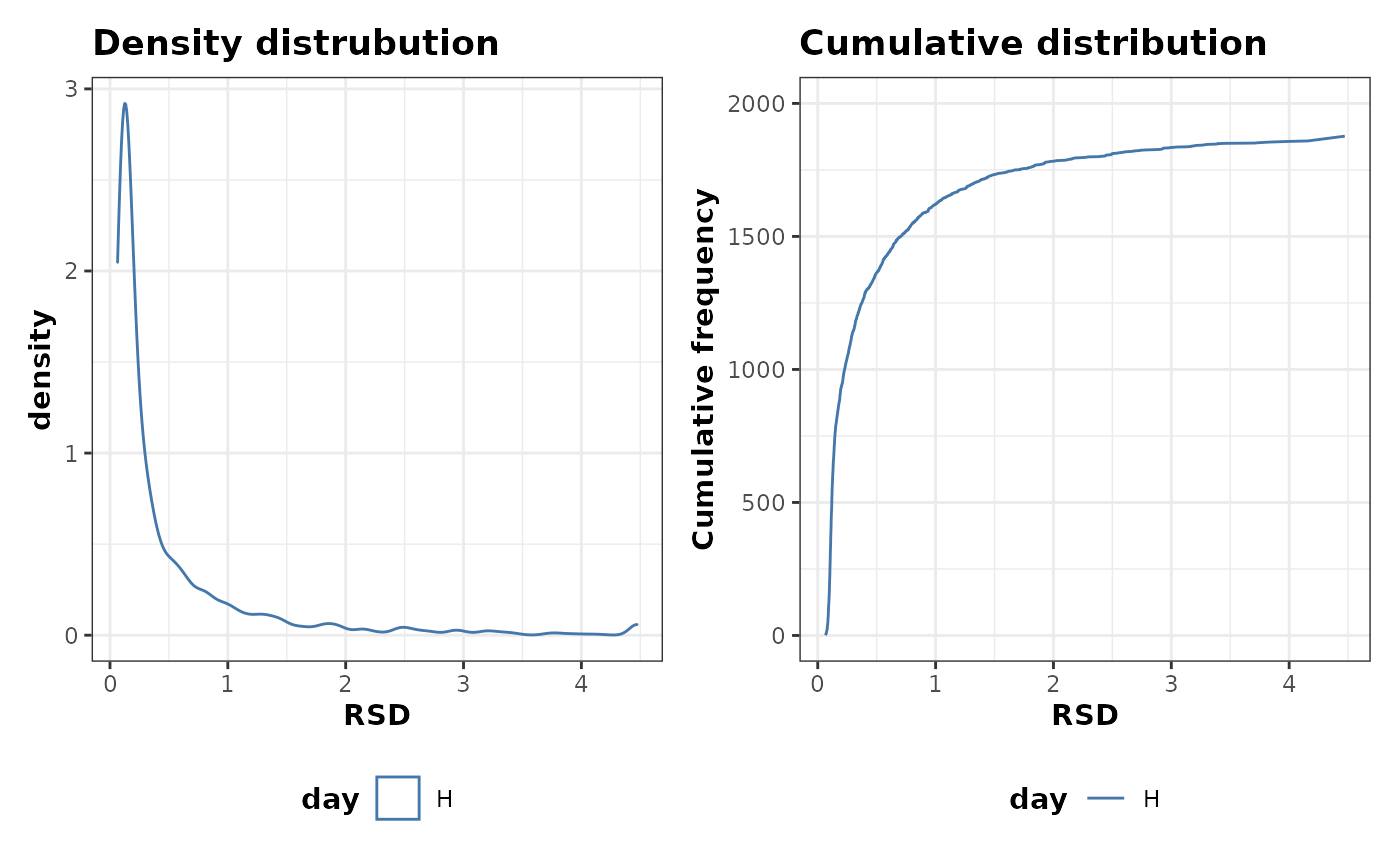 Density distrubution
3
2
1
0
density
0 1 2 3 4
RSD
day H
Cumulative distribution
2000
1500
1000
500
0
Cumulative frequency
0 1 2 3 4
RSD
day H